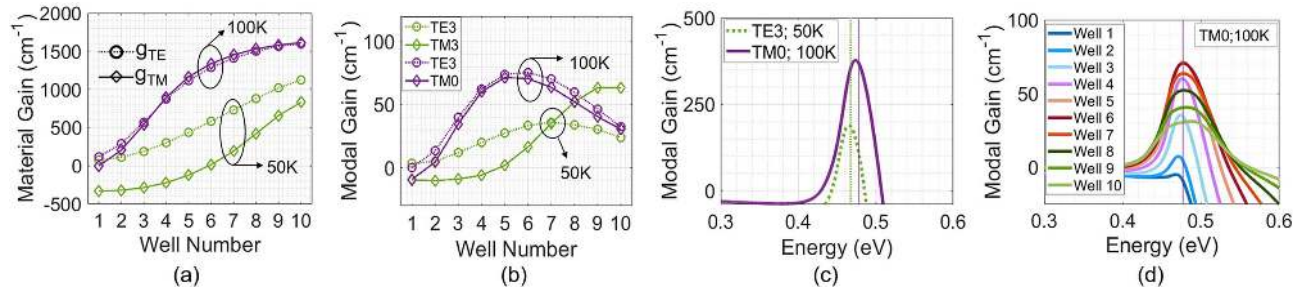 Material Gain (cm⁻¹)
2000
1500
1000
500
0
-500
g_TE
g_TM
100K
50K
1 2 3 4 5 6 7 8 9 10
Well Number
(a)
Modal Gain (cm⁻¹)
100
50
0
TE3
TM3
TE3
TM0
100K
50K
1 2 3 4 5 6 7 8 9 10
Well Number
(b)
Modal Gain (cm⁻¹)
500
250
0
TE3; 50K
TM0; 100K
0.3 0.4 0.5 0.6
Energy (eV)
(c)
Modal Gain (cm⁻¹)
100
50
0
Well 1
Well 2
Well 3
Well 4
Well 5
Well 6
Well 7
Well 8
Well 9
Well 10
TM0;100K
0.3 0.4 0.5 0.6
Energy (eV)
(d)